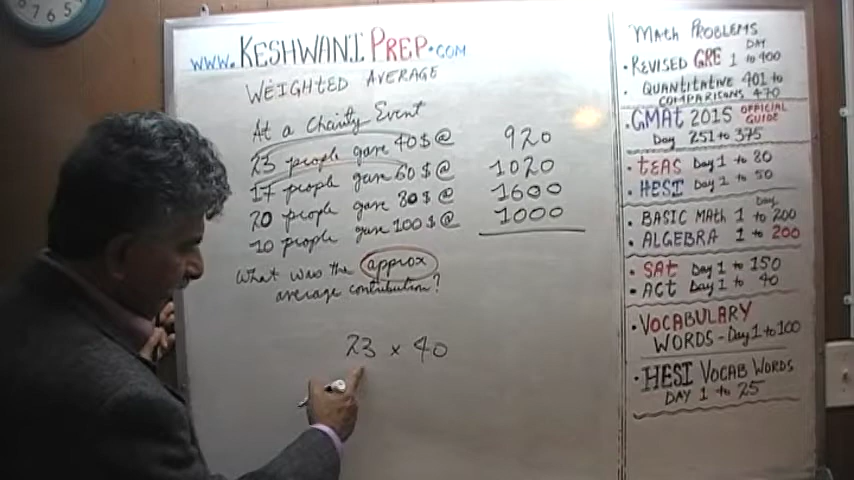 www.KESHWANIPREP.COM
WEIGHTED AVERAGE
At a Charity Event
23 people gave 40$ @ 920
17 people gave 60$ @ 1020
20 people gave 80$ @ 1600
10 people gave 100$ @ 1000
What was the approx
average contribution?
23 × 40
Math PROBLEMS
DAY
• REVISED GRE 1 to 400
• QUANTITATIVE 401 to
COMPARISONS 470
• GMAt 2015 OFFICIAL GUIDE
Day 251 to 375
• tEAS Day 1 to 80
• HESI Day 1 to 50
Day
• BASIC Math 1 to 200
• ALGEBRA 1 to 200
• SAt Day 1 to 150
• ACt Day 1 to 40
• VOCABULARY
WORDS - Day 1 to 100
• HESI VOCAB WORDS
DAY 1 to 25
7 6 5